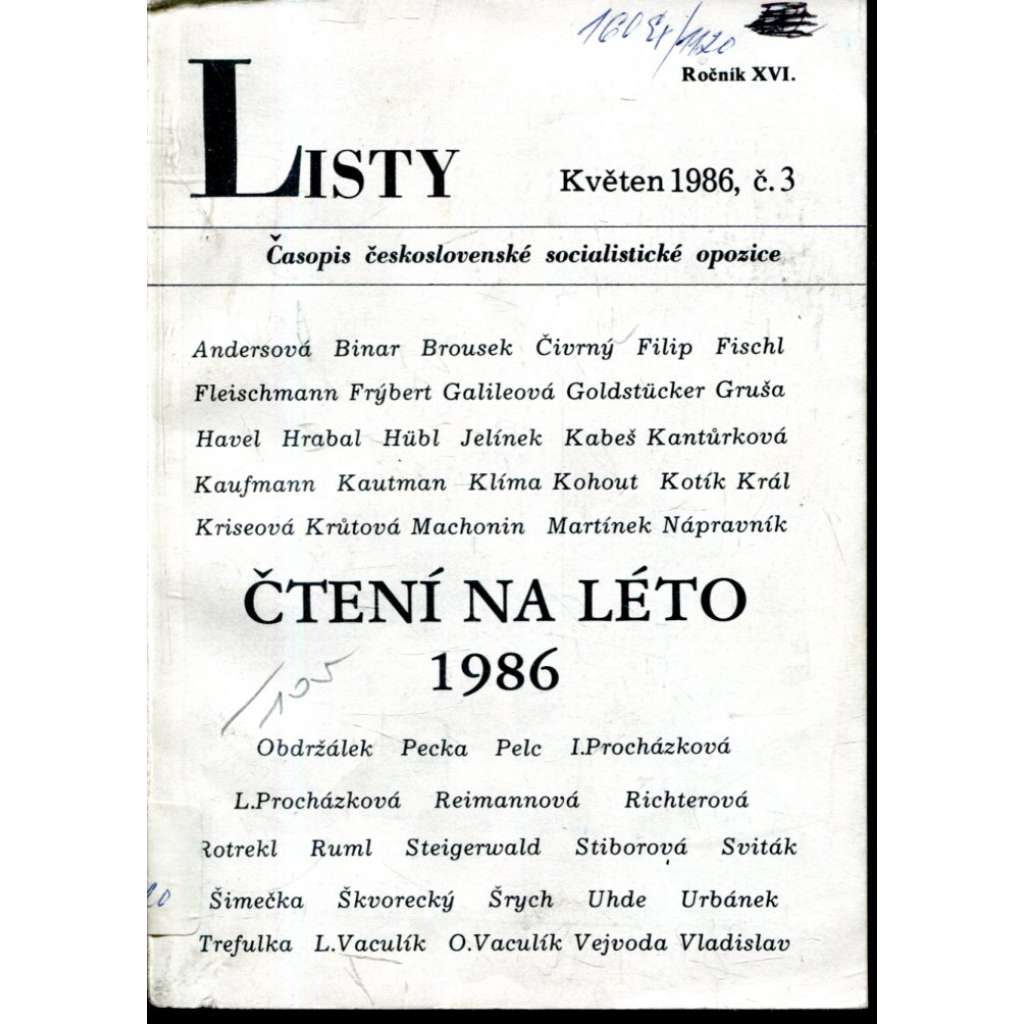 Ročník XVI.
LISTY
Květen 1986, č. 3
Časopis československé socialistické opozice
Andersová Binar Brousek Čivrný Filip Fischl
Fleischmann Frýbert Galileová Goldstücker Gruša
Havel Hrabal Hübl Jelínek Kabeš Kantůrková
Kaufmann Kautman Klíma Kohout Kotík Král
Kriseová Krůtová Machonin Martínek Nápravník
ČTENÍ NA LÉTO
1986
Obdržálek Pecka Pelc I.Procházková
L.Procházková Reimannová Richterová
Rotrekl Ruml Steigerwald Stiborová Sviták
Šimečka Škvorecký Šrych Uhde Urbánek
Trefulka L.Vaculík O.Vaculík Vejvoda Vladislav